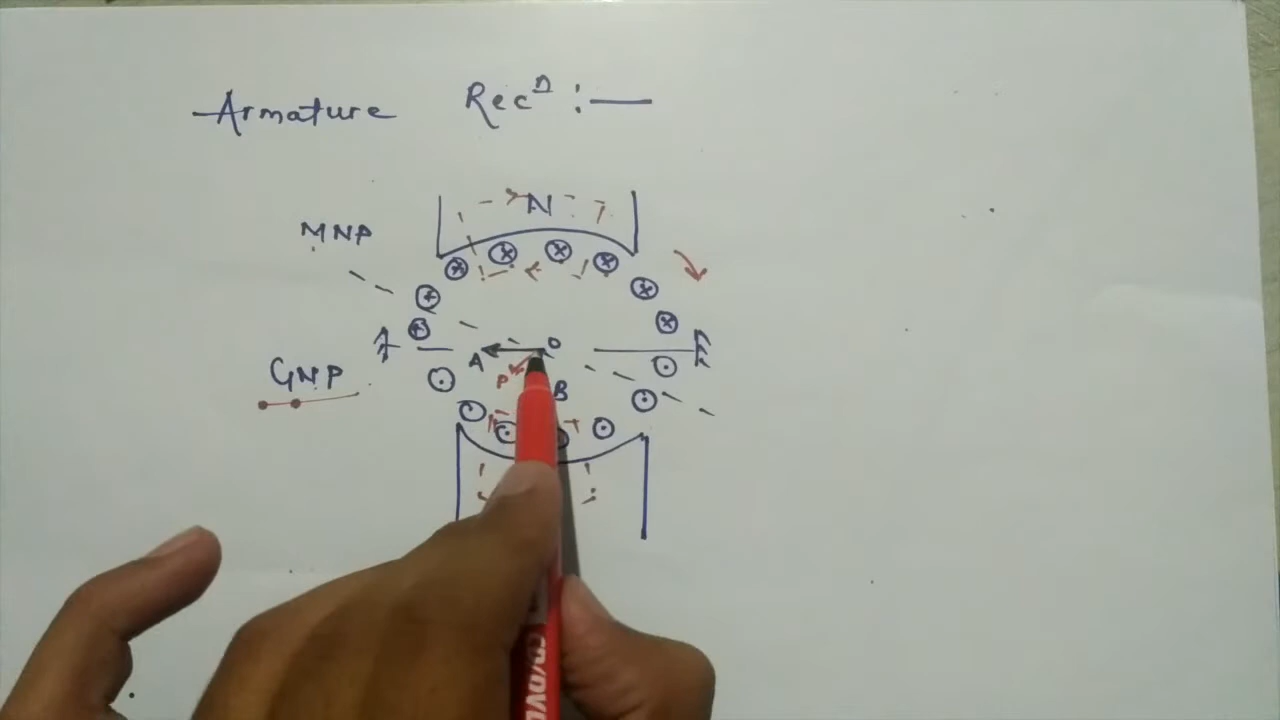 Armature Recⁿ :—
N
MNP
O
A
GNP
P
B